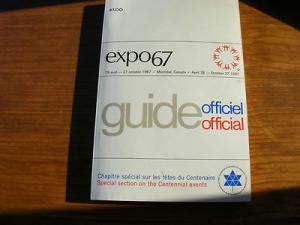 $1.00
expo67
28 avril — 27 octobre 1967 • Montréal, Canada • April 28 — October 27, 1967
guide officiel
official
Chapitre spécial sur les fêtes du Centenaire
Special section on the Centennial events